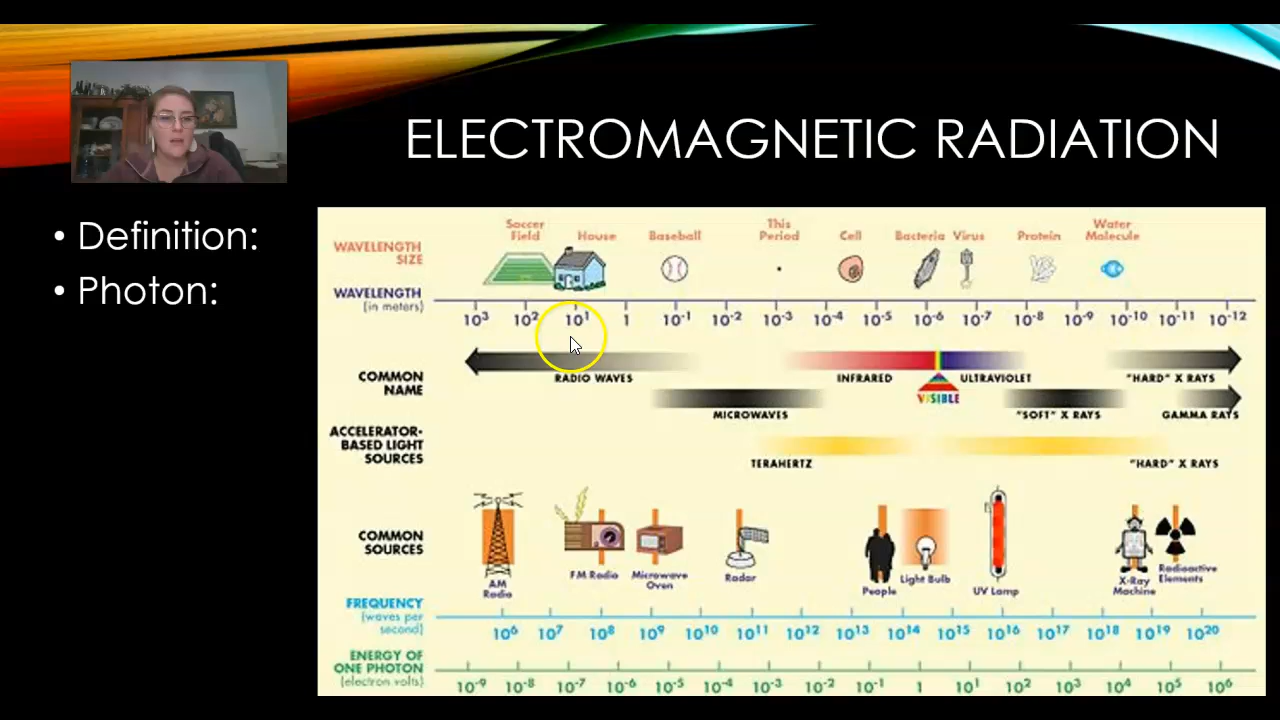 ELECTROMAGNETIC RADIATION
• Definition:
• Photon:
WAVELENGTH
SIZE
Soccer
Field
House
Baseball
This
Period
Cell
Bacteria
Virus
Protein
Water
Molecule
WAVELENGTH
(in meters)
10³ 10² 10¹ 1 10⁻¹ 10⁻² 10⁻³ 10⁻⁴ 10⁻⁵ 10⁻⁶ 10⁻⁷ 10⁻⁸ 10⁻⁹ 10⁻¹⁰ 10⁻¹¹ 10⁻¹²
COMMON
NAME
RADIO WAVES
INFRARED
ULTRAVIOLET
"HARD" X RAYS
MICROWAVES
VISIBLE
"SOFT" X RAYS
GAMMA RAYS
ACCELERATOR-
BASED LIGHT
SOURCES
TERAHERTZ
"HARD" X RAYS
COMMON
SOURCES
AM
Radio
FM Radio
Microwave
Oven
Radar
People
Light Bulb
UV Lamp
X-Ray
Machine
Radioactive
Elements
FREQUENCY
(waves per
second)
10⁶ 10⁷ 10⁸ 10⁹ 10¹⁰ 10¹¹ 10¹² 10¹³ 10¹⁴ 10¹⁵ 10¹⁶ 10¹⁷ 10¹⁸ 10¹⁹ 10²⁰
ENERGY OF
ONE PHOTON
(electron volts)
10⁻⁹ 10⁻⁸ 10⁻⁷ 10⁻⁶ 10⁻⁵ 10⁻⁴ 10⁻³ 10⁻² 10⁻¹ 1 10¹ 10² 10³ 10⁴ 10⁵ 10⁶